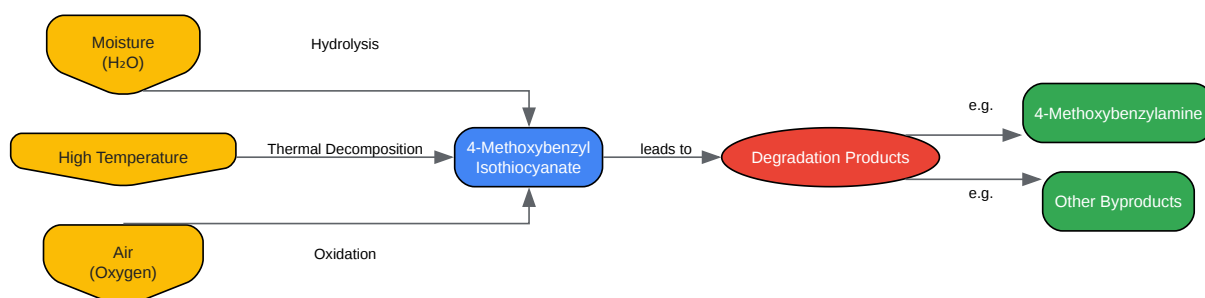 Moisture
(H₂O)
Hydrolysis
High Temperature
Thermal Decomposition
4-Methoxybenzyl
Isothiocyanate
leads to
Degradation Products
e.g.
4-Methoxybenzylamine
e.g.
Other Byproducts
Air
(Oxygen)
Oxidation